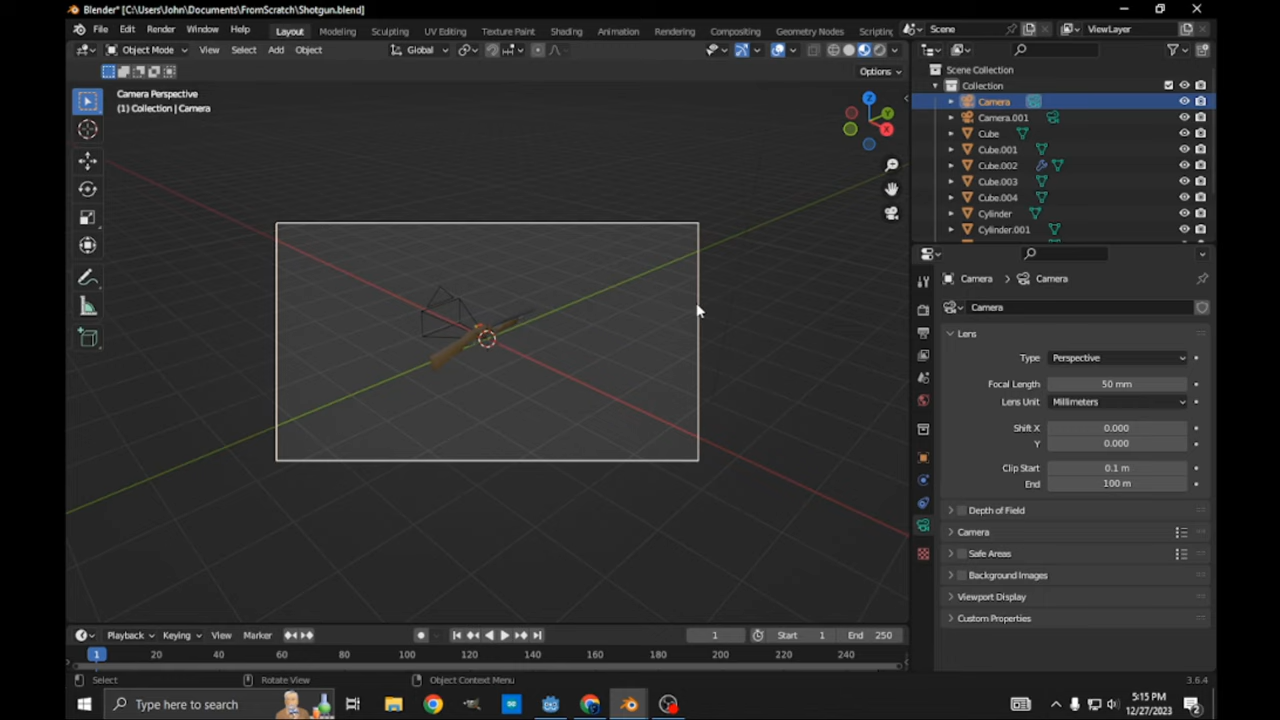 Blender* [C:\Users\John\Documents\FromScratch\Shotgun.blend]
File Edit Render Window Help Layout Modeling Sculpting UV Editing Texture Paint Shading Animation Rendering Compositing Geometry Nodes Scripting Scene ViewLayer
Object Mode View Select Add Object Global
Options
Camera Perspective
(1) Collection | Camera
Scene Collection
Collection
Camera
Camera.001
Cube
Cube.001
Cube.002
Cube.003
Cube.004
Cylinder
Cylinder.001
Camera Camera
Camera
Lens
Type Perspective
Focal Length 50 mm
Lens Unit Millimeters
Shift X 0.000
Y 0.000
Clip Start 0.1 m
End 100 m
Depth of Field
Camera
Safe Areas
Background Images
Viewport Display
Custom Properties
Playback Keying View Marker 1 Start 1 End 250
1 20 40 60 80 100 120 140 160 180 200 220 240
Select Rotate View Object Context Menu 3.6.4
Type here to search
5:15 PM
12/27/2023
2